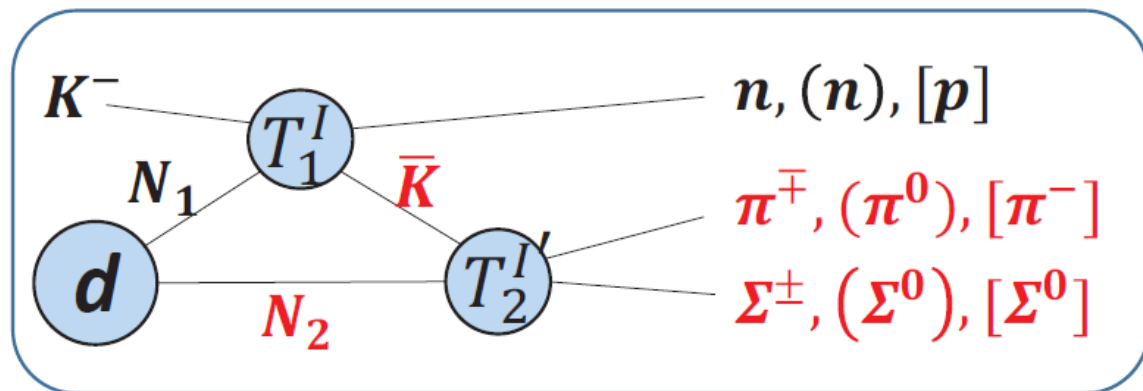 K⁻
n, (n), [p]
T₁ᴵ
N₁
K̅
π^∓, (π⁰), [π⁻]
d
T₂ᴵ′
Σ^±, (Σ⁰), [Σ⁰]
N₂